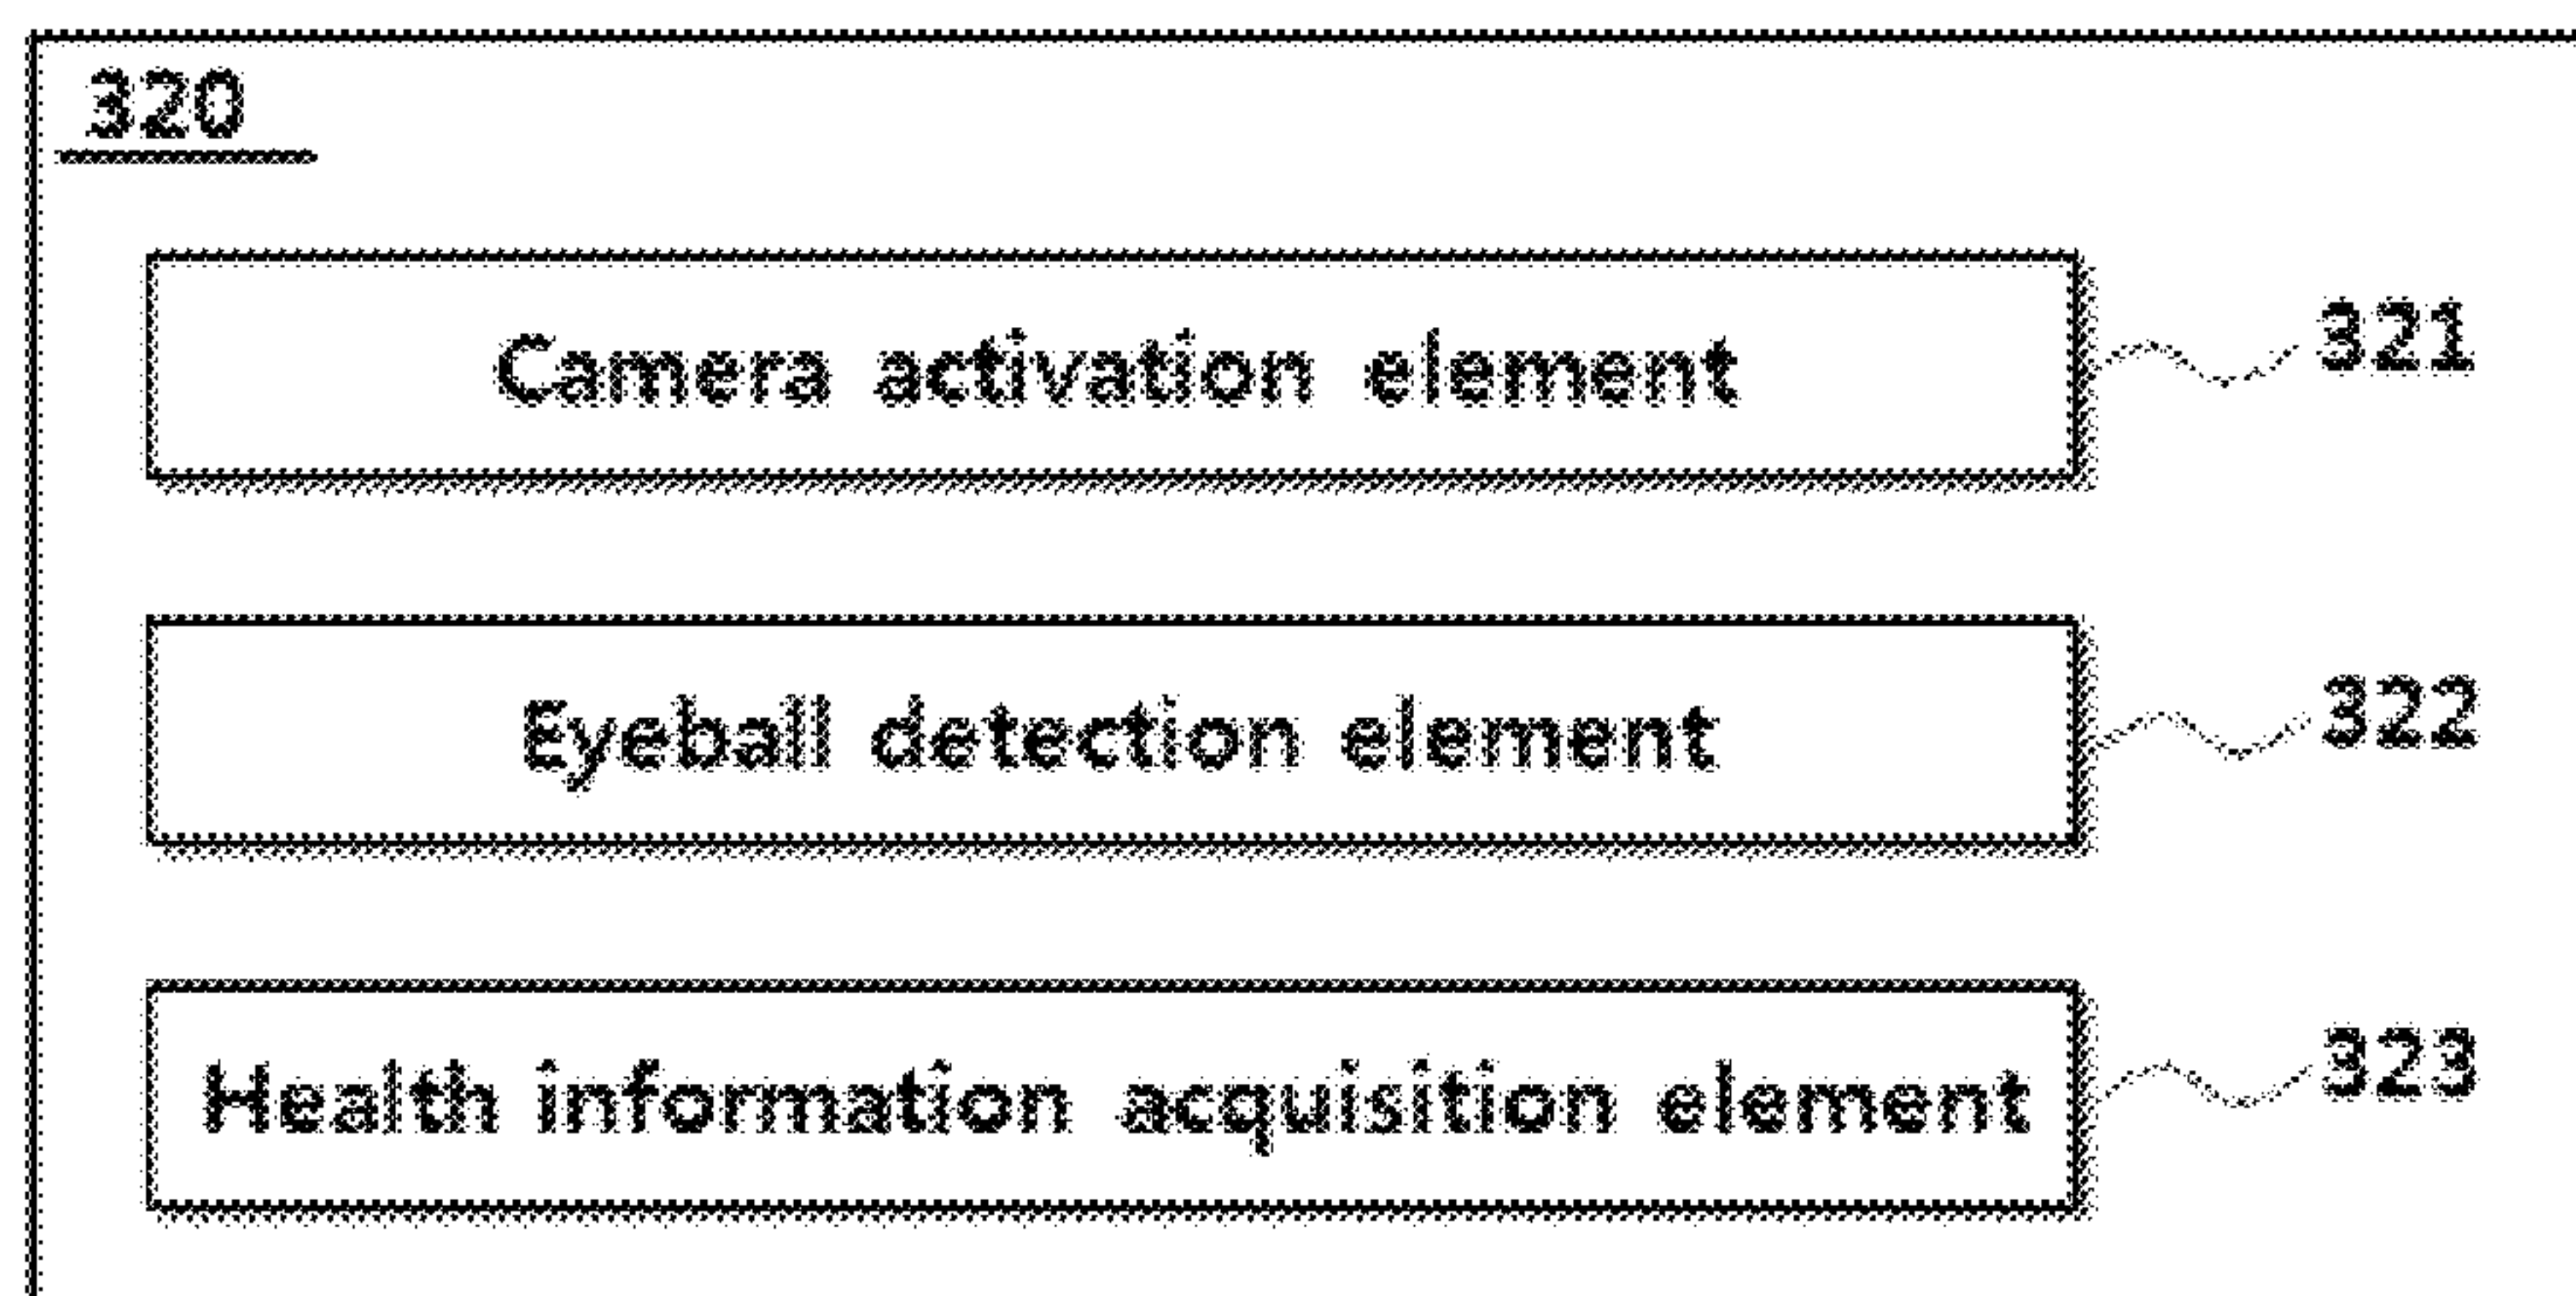 320
Camera activation element 321
Eyeball detection element 322
Health information acquisition element 323